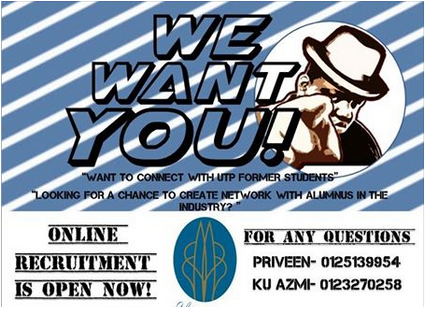 WE
WANT
YOU!
"WANT TO CONNECT WITH UTP FORMER STUDENTS"
"LOOKING FOR A CHANCE TO CREATE NETWORK WITH ALUMNUS IN THE
INDUSTRY? "
ONLINE
RECRUITMENT
IS OPEN NOW!
FOR ANY QUESTIONS
PRIVEEN- 0125139954
KU AZMI- 0123270258